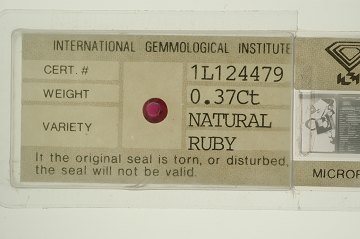 INTERNATIONAL GEMMOLOGICAL INSTITUTE
CERT. # 1L124479
WEIGHT 0.37Ct
VARIETY NATURAL
RUBY
It the original seal is torn, or disturbed,
the seal will not be valid.
MICROF